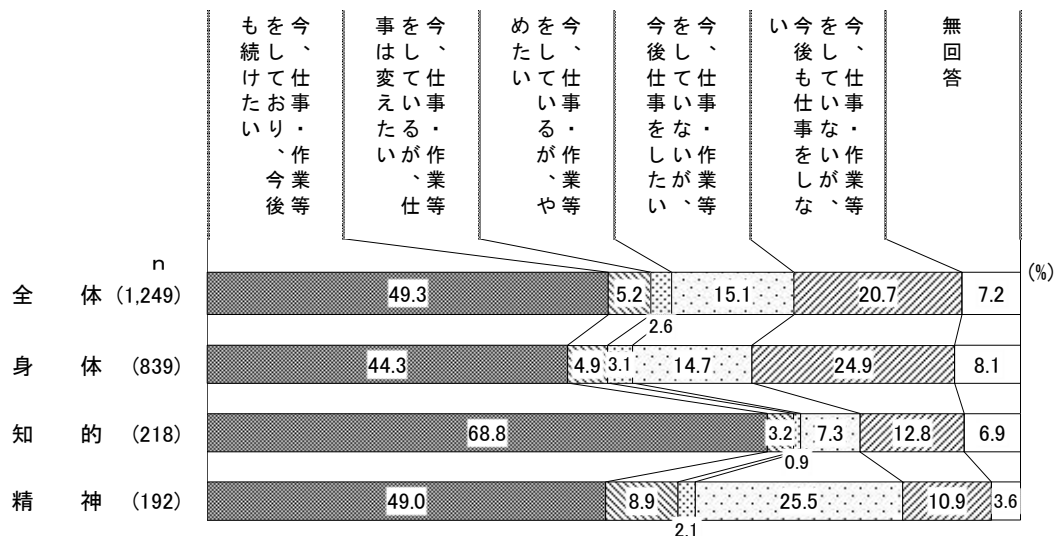 今、仕事・作業等
をしており、今後
も続けたい
今、仕事・作業等
をしているが、仕
事は変えたい
今、仕事・作業等
をしているが、や
めたい
今、仕事・作業等
をしていないが、
今後仕事をしたい
今、仕事・作業等
をしていないが、
今後も仕事をしな
い
無回答
n
(%)
全体 (1,249) 49.3 5.2 2.6 15.1 20.7 7.2
身体 (839) 44.3 4.9 3.1 14.7 24.9 8.1
知的 (218) 68.8 3.2 0.9 7.3 12.8 6.9
精神 (192) 49.0 8.9 2.1 25.5 10.9 3.6